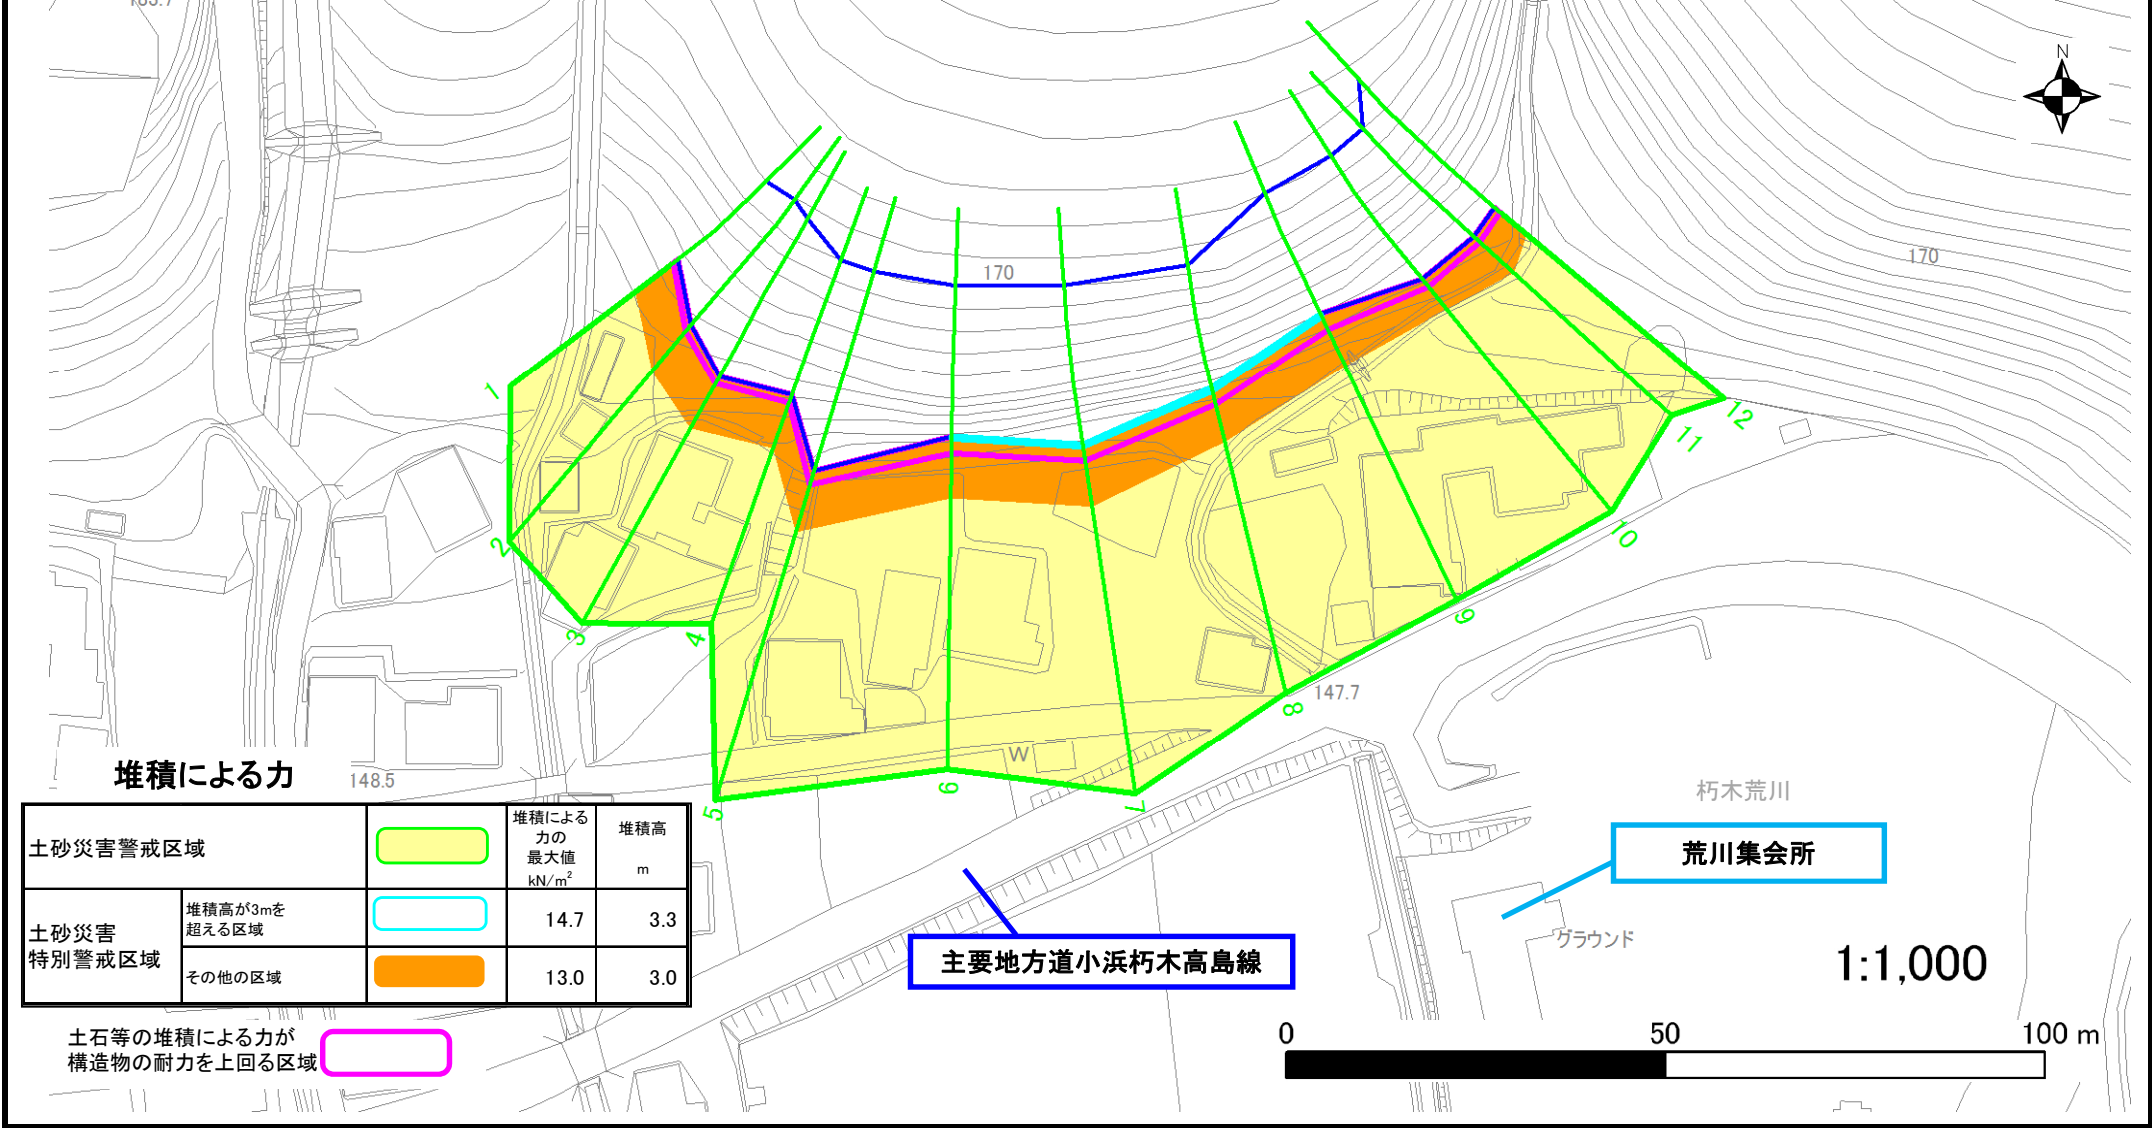 N
170
170
1
2
3
4
5
6
7
8
9
10
11
12
147.7
W
148.5
朽木荒川
荒川集会所
グラウンド
主要地方道小浜朽木高島線
1:1,000
0 50 100 m
堆積による力
堆積による
力の
最大値
kN/m²
堆積高
m
土砂災害警戒区域
土砂災害
特別警戒区域
堆積高が3mを
超える区域
14.7 3.3
その他の区域
13.0 3.0
土石等の堆積による力が
構造物の耐力を上回る区域